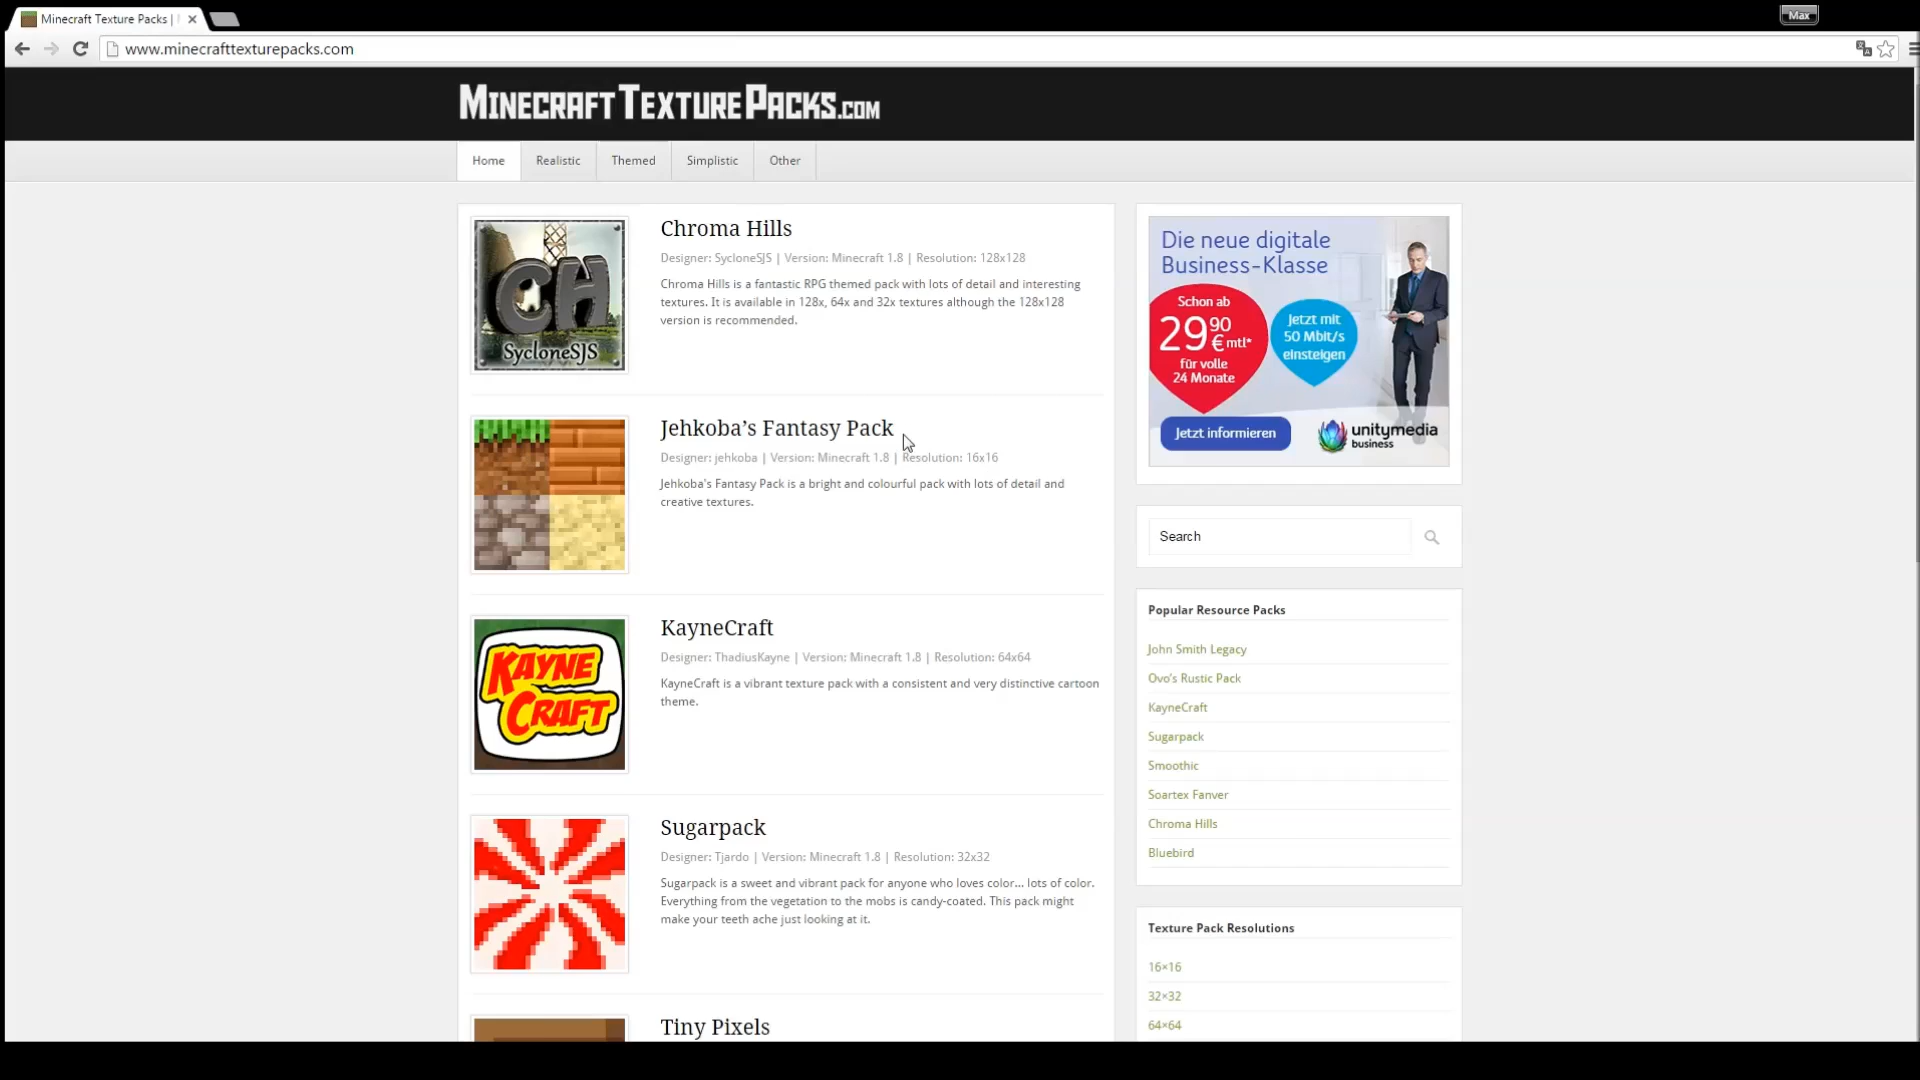 Minecraft Texture Packs |
Max
www.minecrafttexturepacks.com
MINECRAFTTEXTUREPACKS.COM
Home
Realistic
Themed
Simplistic
Other
CH
SycloneSJS
Chroma Hills
Designer: SycloneSJS | Version: Minecraft 1.8 | Resolution: 128x128
Chroma Hills is a fantastic RPG themed pack with lots of detail and interesting
textures. It is available in 128x, 64x and 32x textures although the 128x128
version is recommended.
Jehkoba’s Fantasy Pack
Designer: jehkoba | Version: Minecraft 1.8 | Resolution: 16x16
Jehkoba's Fantasy Pack is a bright and colourful pack with lots of detail and
creative textures.
KAYNE
CRAFT
KayneCraft
Designer: ThadiusKayne | Version: Minecraft 1.8 | Resolution: 64x64
KayneCraft is a vibrant texture pack with a consistent and very distinctive cartoon
theme.
Sugarpack
Designer: Tjardo | Version: Minecraft 1.8 | Resolution: 32x32
Sugarpack is a sweet and vibrant pack for anyone who loves color… lots of color.
Everything from the vegetation to the mobs is candy-coated. This pack might
make your teeth ache just looking at it.
Tiny Pixels
Die neue digitale
Business-Klasse
Schon ab
29 90 € mtl*
für volle
24 Monate
Jetzt mit
50 Mbit/s
einsteigen
Jetzt informieren
unitymedia
business
Search
Popular Resource Packs
John Smith Legacy
Ovo's Rustic Pack
KayneCraft
Sugarpack
Smoothic
Soartex Fanver
Chroma Hills
Bluebird
Texture Pack Resolutions
16×16
32×32
64×64